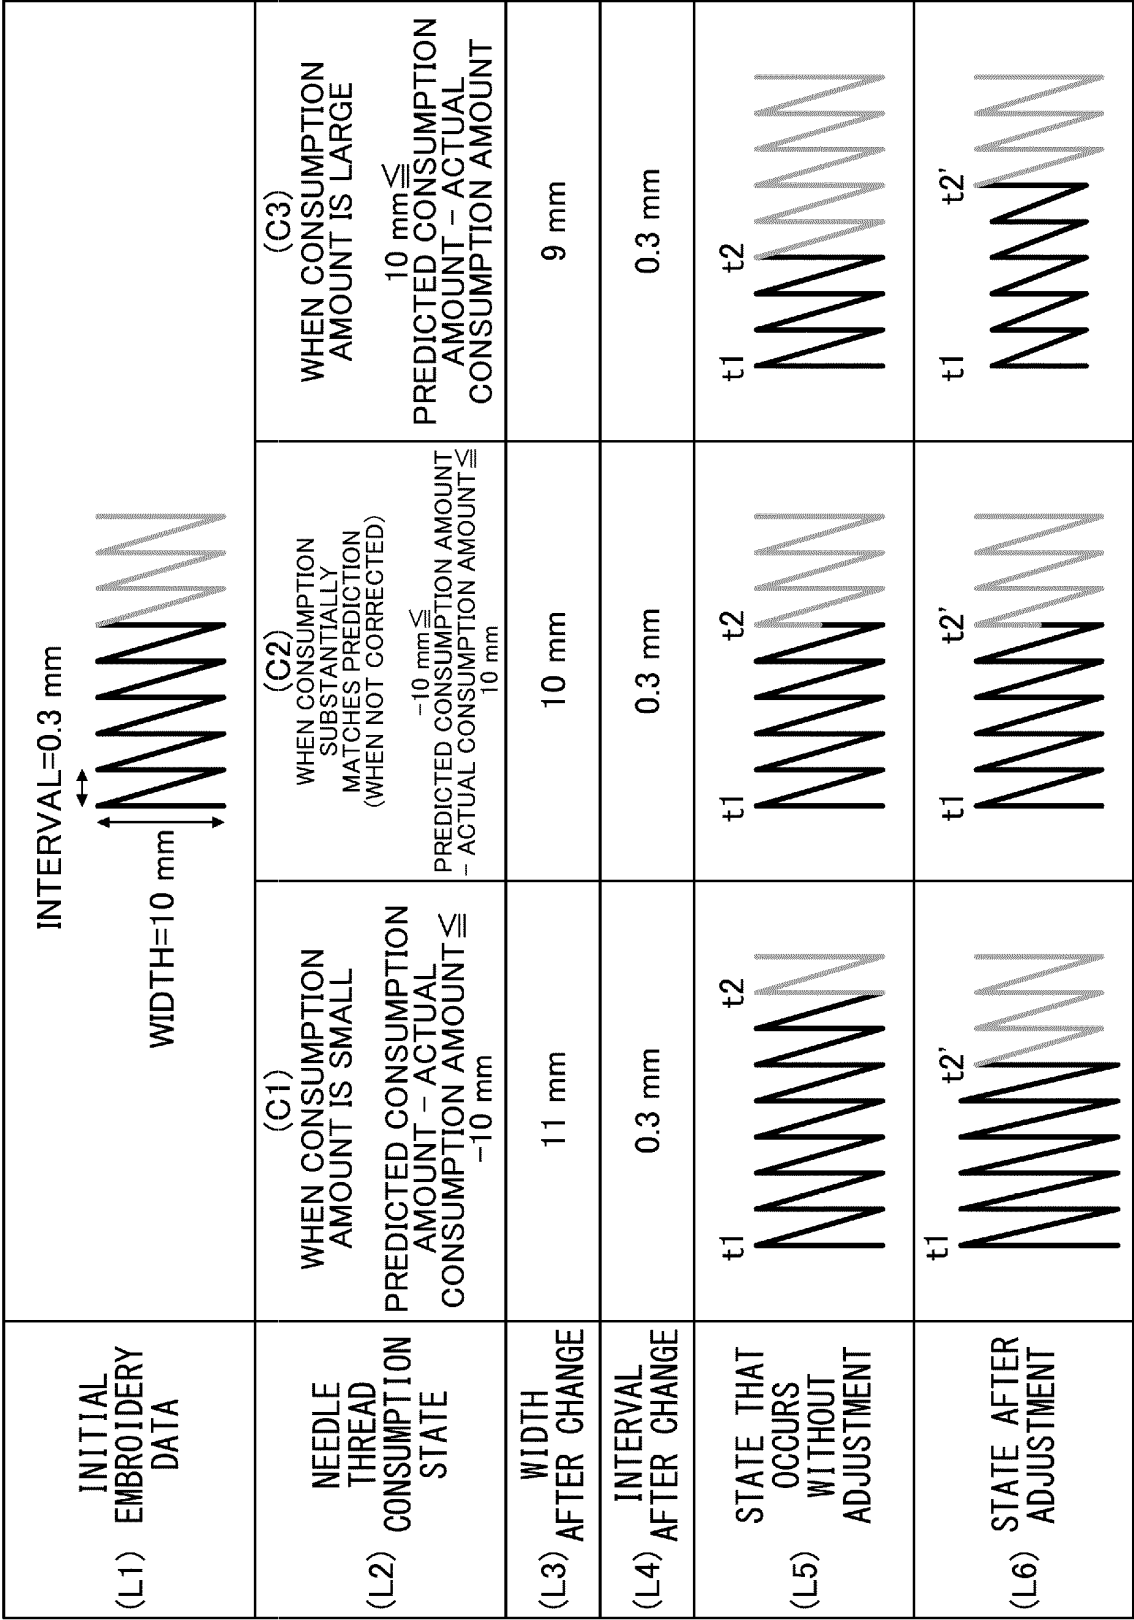 (L1)
INITIAL
EMBROIDERY
DATA
INTERVAL=0.3 mm
WIDTH=10 mm
(L2)
NEEDLE
THREAD
CONSUMPTION
STATE
(C1)
WHEN CONSUMPTION
AMOUNT IS SMALL
PREDICTED CONSUMPTION
AMOUNT - ACTUAL
CONSUMPTION AMOUNT≦
-10 mm
(C2)
WHEN CONSUMPTION
SUBSTANTIALLY
MATCHES PREDICTION
(WHEN NOT CORRECTED)
-10 mm≦
PREDICTED CONSUMPTION AMOUNT
- ACTUAL CONSUMPTION AMOUNT≦
10 mm
(C3)
WHEN CONSUMPTION
AMOUNT IS LARGE
10 mm≦
PREDICTED CONSUMPTION
AMOUNT - ACTUAL
CONSUMPTION AMOUNT
(L3)
WIDTH
AFTER CHANGE
11 mm
10 mm
9 mm
(L4)
INTERVAL
AFTER CHANGE
0.3 mm
0.3 mm
0.3 mm
(L5)
STATE THAT
OCCURS
WITHOUT
ADJUSTMENT
t1
t2
t1
t2
t1
t2
(L6)
STATE AFTER
ADJUSTMENT
t1
t2'
t1
t2'
t1
t2'